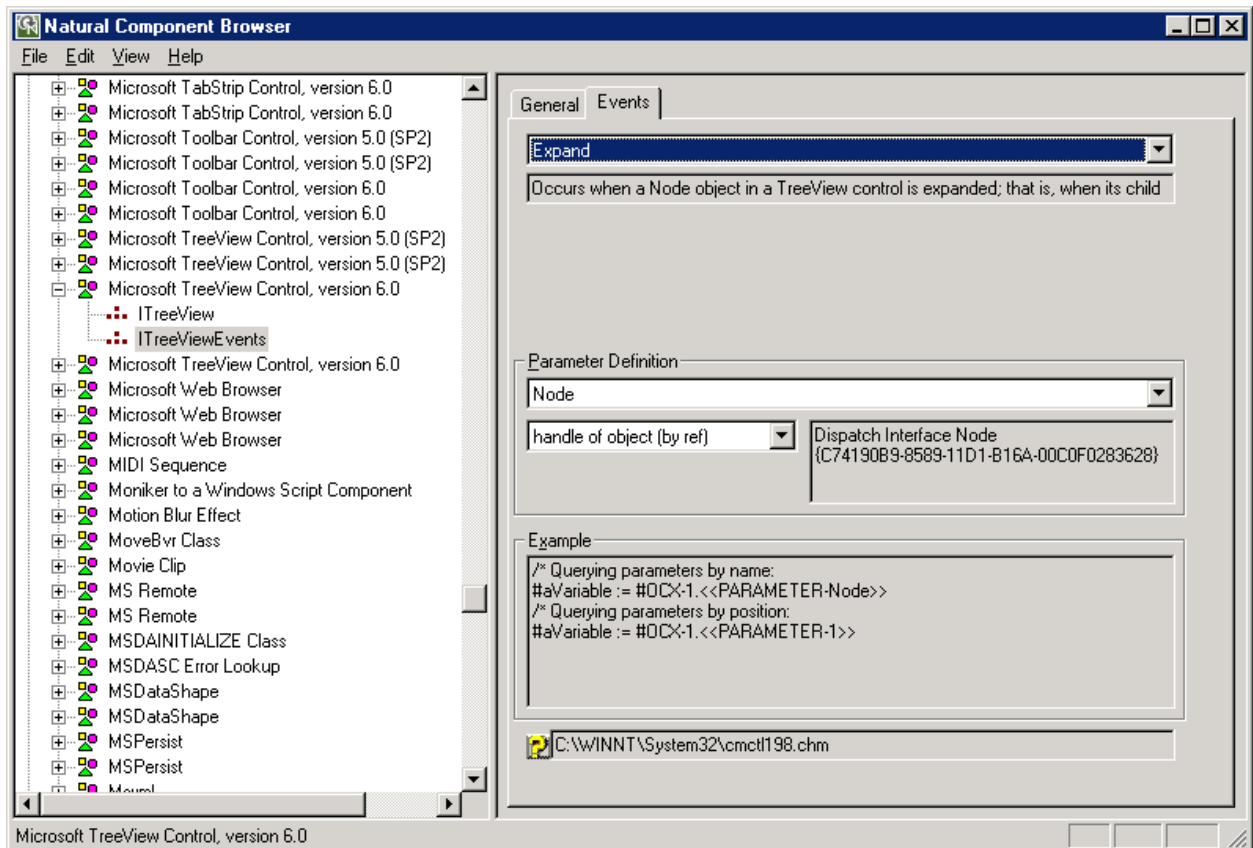 Natural Component Browser
File Edit View Help
Microsoft TabStrip Control, version 6.0
Microsoft TabStrip Control, version 6.0
Microsoft Toolbar Control, version 5.0 (SP2)
Microsoft Toolbar Control, version 5.0 (SP2)
Microsoft Toolbar Control, version 6.0
Microsoft Toolbar Control, version 6.0
Microsoft TreeView Control, version 5.0 (SP2)
Microsoft TreeView Control, version 5.0 (SP2)
Microsoft TreeView Control, version 6.0
ITreeView
ITreeViewEvents
Microsoft TreeView Control, version 6.0
Microsoft Web Browser
Microsoft Web Browser
Microsoft Web Browser
MIDI Sequence
Moniker to a Windows Script Component
Motion Blur Effect
MoveBvr Class
Movie Clip
MS Remote
MS Remote
MSDAINITIALIZE Class
MSDASC Error Lookup
MSDataShape
MSDataShape
MSPersist
MSPersist
General Events
Expand
Occurs when a Node object in a TreeView control is expanded; that is, when its child
Parameter Definition
Node
handle of object (by ref)
Dispatch Interface Node
{C74190B9-8589-11D1-B16A-00C0F0283628}
Example
/* Querying parameters by name:
#aVariable := #OCX-1.<<PARAMETER-Node>>
/* Querying parameters by position:
#aVariable := #OCX-1.<<PARAMETER-1>>
C:\WINNT\System32\cmctl198.chm
Microsoft TreeView Control, version 6.0